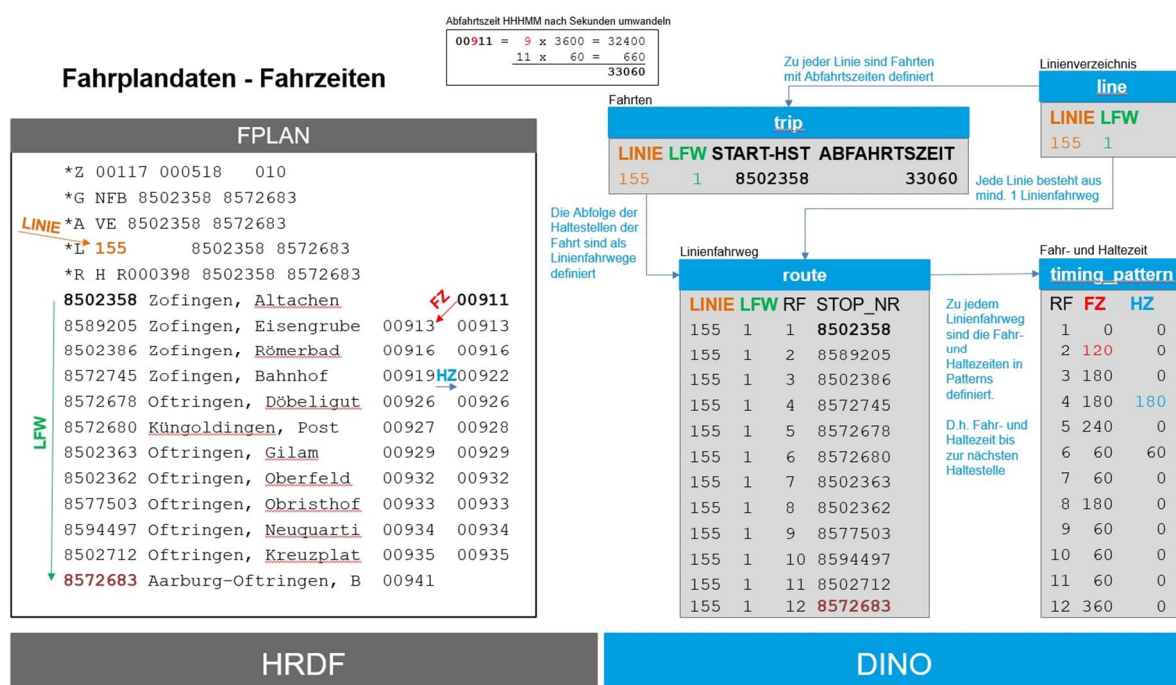 Abfahrtszeit HHHMM nach Sekunden umwandeln
00911 = 9 x 3600 = 32400
11 x 60 = 660
33060
Fahrplandaten - Fahrzeiten
FPLAN
*Z 00117 000518 010
*G NFB 8502358 8572683
*A VE 8502358 8572683
LINIE
*L 155 8502358 8572683
*R H R000398 8502358 8572683
FZ
8502358 Zofingen, Altachen 00911
8589205 Zofingen, Eisengrube 00913 00913
8502386 Zofingen, Römerbad 00916 00916
8572745 Zofingen, Bahnhof 00919 HZ 00922
8572678 Oftringen, Döbeligut 00926 00926
8572680 Küngoldingen, Post 00927 00928
8502363 Oftringen, Gilam 00929 00929
8502362 Oftringen, Oberfeld 00932 00932
8577503 Oftringen, Obristhof 00933 00933
8594497 Oftringen, Neuquarti 00934 00934
8502712 Oftringen, Kreuzplat 00935 00935
8572683 Aarburg-Oftringen, B 00941
LFW
HRDF
Zu jeder Linie sind Fahrten
mit Abfahrtszeiten definiert
Linienverzeichnis
line
LINIE LFW
155 1
Fahrten
trip
LINIE LFW START-HST ABFAHRTSZEIT
155 1 8502358 33060
Jede Linie besteht aus
mind. 1 Linienfahrweg
Die Abfolge der
Haltestellen der
Fahrt sind als
Linienfahrwege
definiert
Linienfahrweg
route
LINIE LFW RF STOP_NR
155 1 1 8502358
155 1 2 8589205
155 1 3 8502386
155 1 4 8572745
155 1 5 8572678
155 1 6 8572680
155 1 7 8502363
155 1 8 8502362
155 1 9 8577503
155 1 10 8594497
155 1 11 8502712
155 1 12 8572683
Zu jedem
Linienfahrweg
sind die Fahr-
und
Haltezeiten in
Patterns
definiert.
D.h. Fahr- und
Haltezeit bis
zur nächsten
Haltestelle
Fahr- und Haltezeit
timing_pattern
RF FZ HZ
1 0 0
2 120 0
3 180 0
4 180 180
5 240 0
6 60 60
7 60 0
8 180 0
9 60 0
10 60 0
11 60 0
12 360 0
DINO